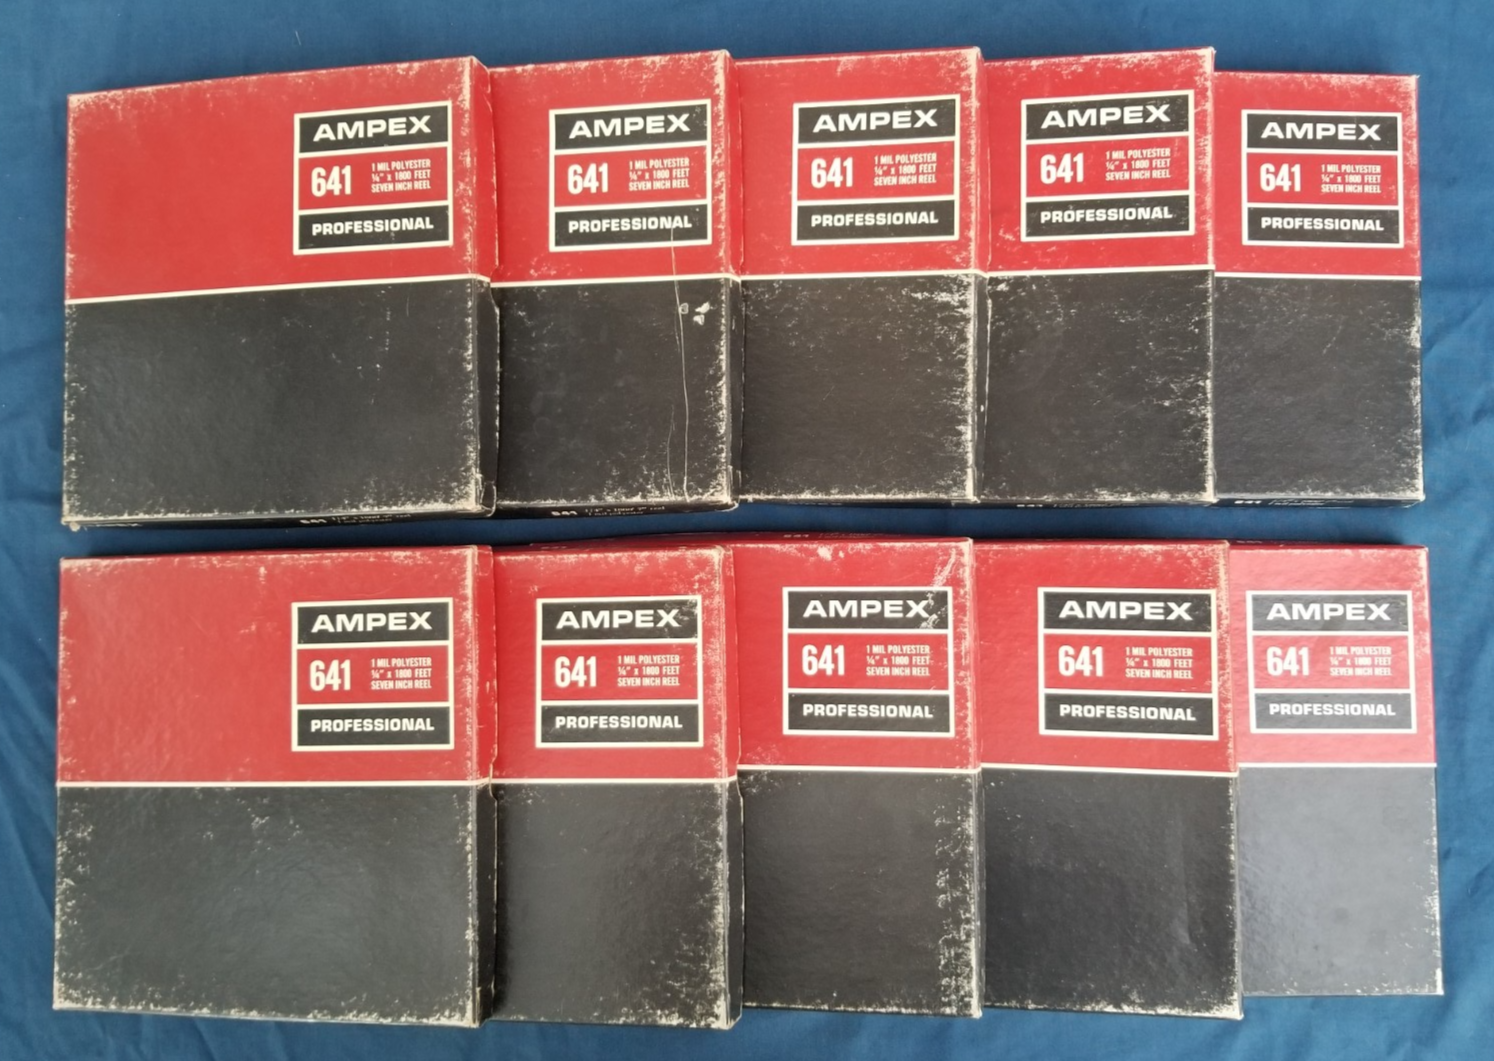 AMPEX
641
1 MIL POLYESTER
¼" x 1800 FEET
SEVEN INCH REEL
PROFESSIONAL
AMPEX
641
1 MIL POLYESTER
¼" x 1800 FEET
SEVEN INCH REEL
PROFESSIONAL
AMPEX
641
1 MIL POLYESTER
¼" x 1800 FEET
SEVEN INCH REEL
PROFESSIONAL
AMPEX
641
1 MIL POLYESTER
¼" x 1800 FEET
SEVEN INCH REEL
PROFESSIONAL
AMPEX
641
1 MIL POLYESTER
¼" x 1800 FEET
SEVEN INCH REEL
PROFESSIONAL
AMPEX
641
641
641
641
AMPEX
641
1 MIL POLYESTER
¼" x 1800 FEET
SEVEN INCH REEL
PROFESSIONAL
AMPEX
641
1 MIL POLYESTER
¼" x 1800 FEET
SEVEN INCH REEL
PROFESSIONAL
AMPEX
641
1 MIL POLYESTER
¼" x 1800 FEET
SEVEN INCH REEL
PROFESSIONAL
AMPEX
641
1 MIL POLYESTER
¼" x 1800 FEET
SEVEN INCH REEL
PROFESSIONAL
AMPEX
641
1 MIL POLYESTER
¼" x 1800 FEET
SEVEN INCH REEL
PROFESSIONAL